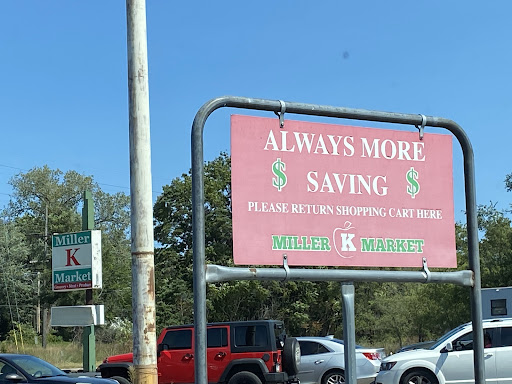 ALWAYS MORE
$ SAVING $
PLEASE RETURN SHOPPING CART HERE
MILLER K MARKET
Miller
K
Market